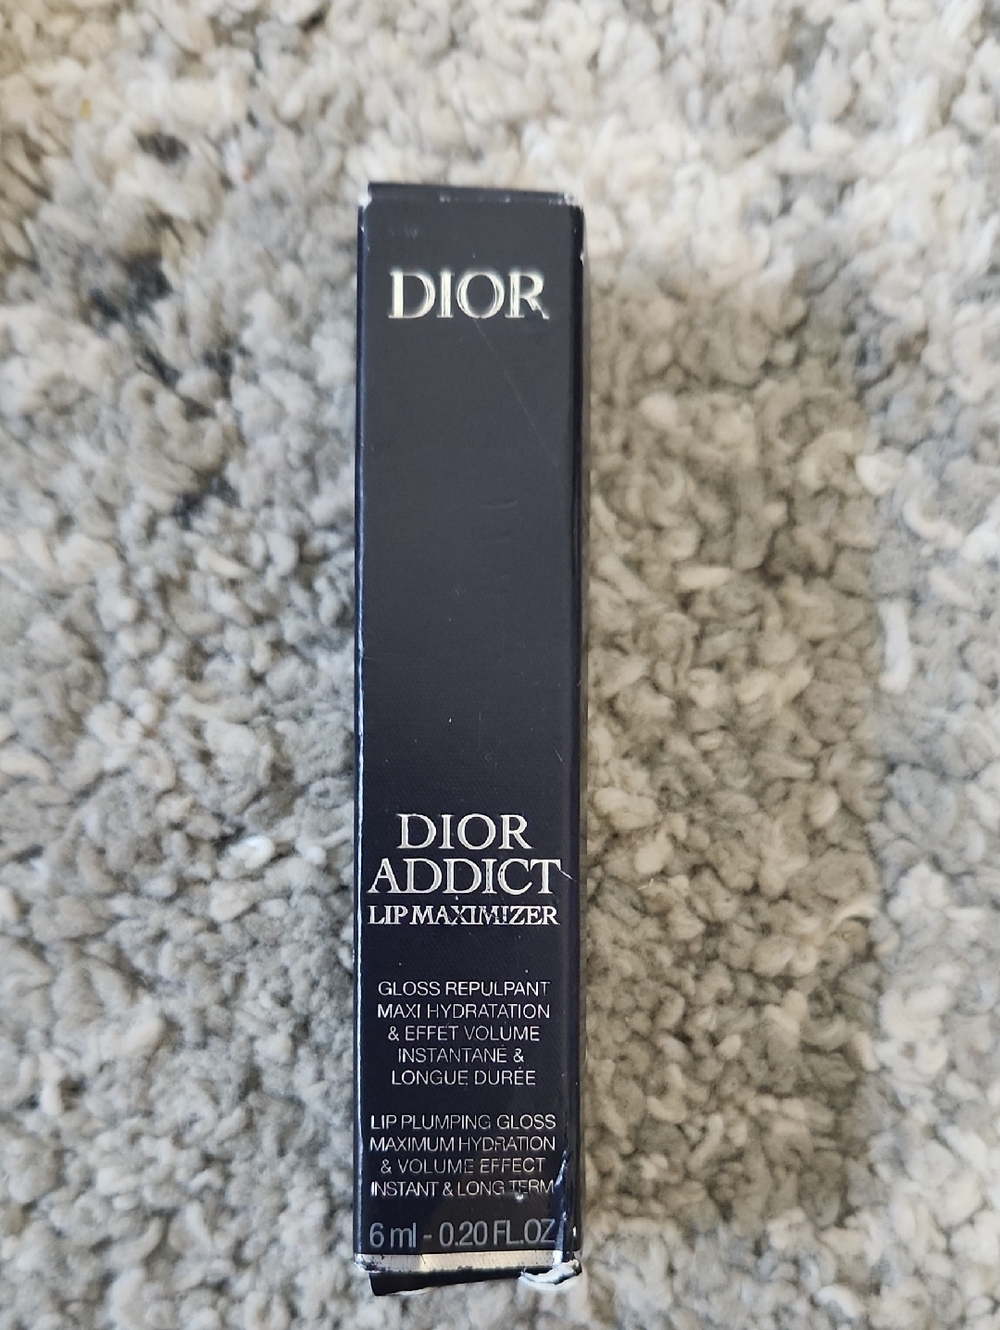 DIOR
DIOR
ADDICT
LIP MAXIMIZER
GLOSS REPULPANT
MAXI HYDRATATION
& EFFET VOLUME
INSTANTANÉ &
LONGUE DURÉE
LIP PLUMPING GLOSS
MAXIMUM HYDRATION
& VOLUME EFFECT
INSTANT & LONG TERM
6 ml - 0.20 FL.OZ